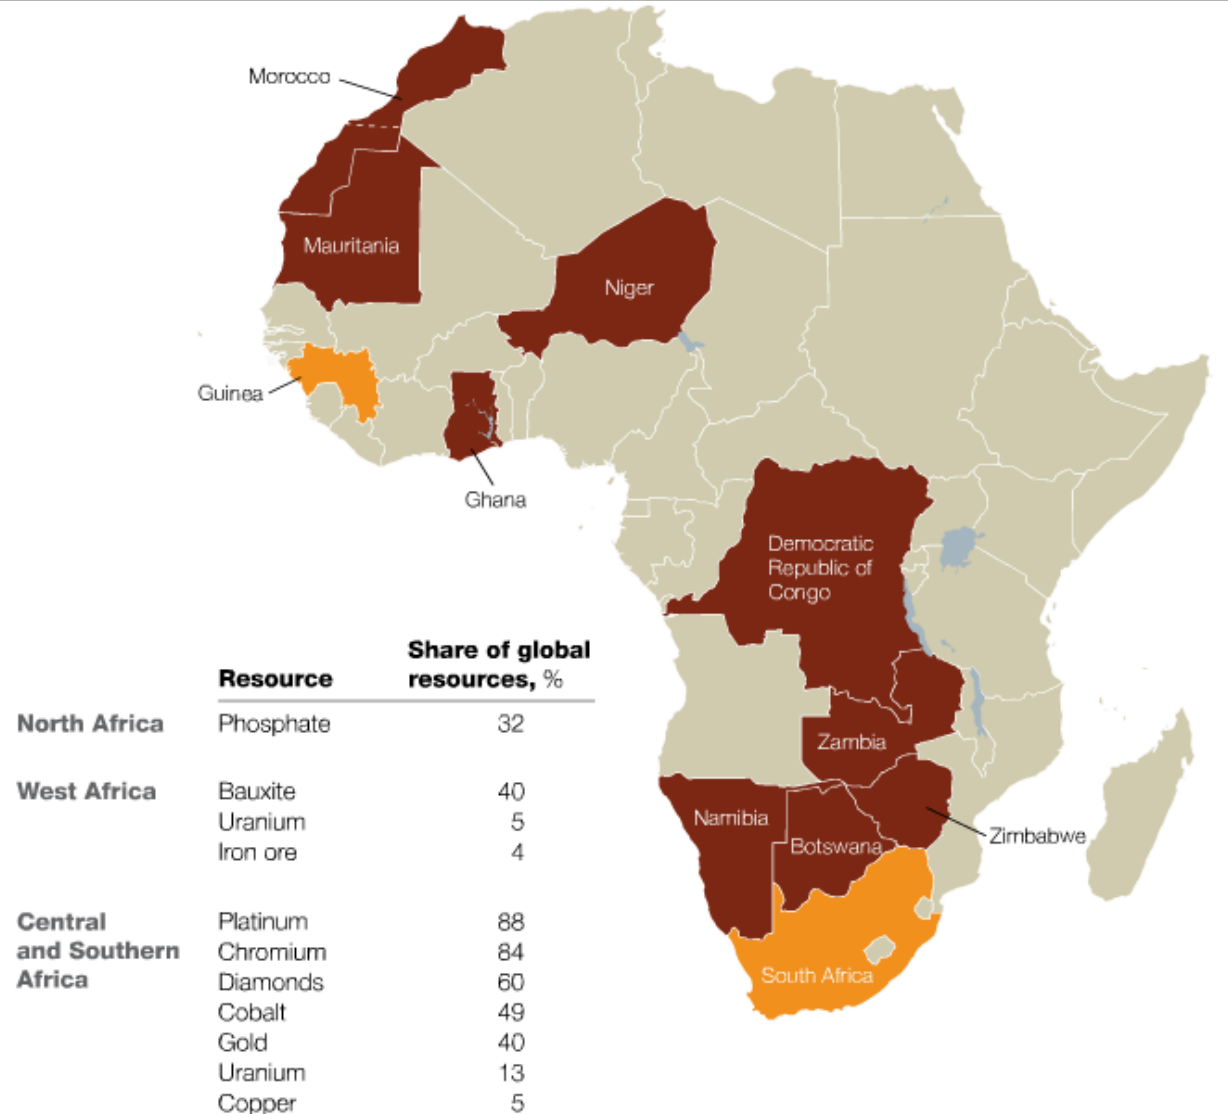 Morocco
Mauritania
Niger
Guinea
Ghana
Democratic
Republic of
Congo
Zambia
Namibia
Botswana
Zimbabwe
South Africa
Share of global
Resource resources, %
North Africa Phosphate 32
West Africa Bauxite 40
Uranium 5
Iron ore 4
Central Platinum 88
and Southern Chromium 84
Africa Diamonds 60
Cobalt 49
Gold 40
Uranium 13
Copper 5